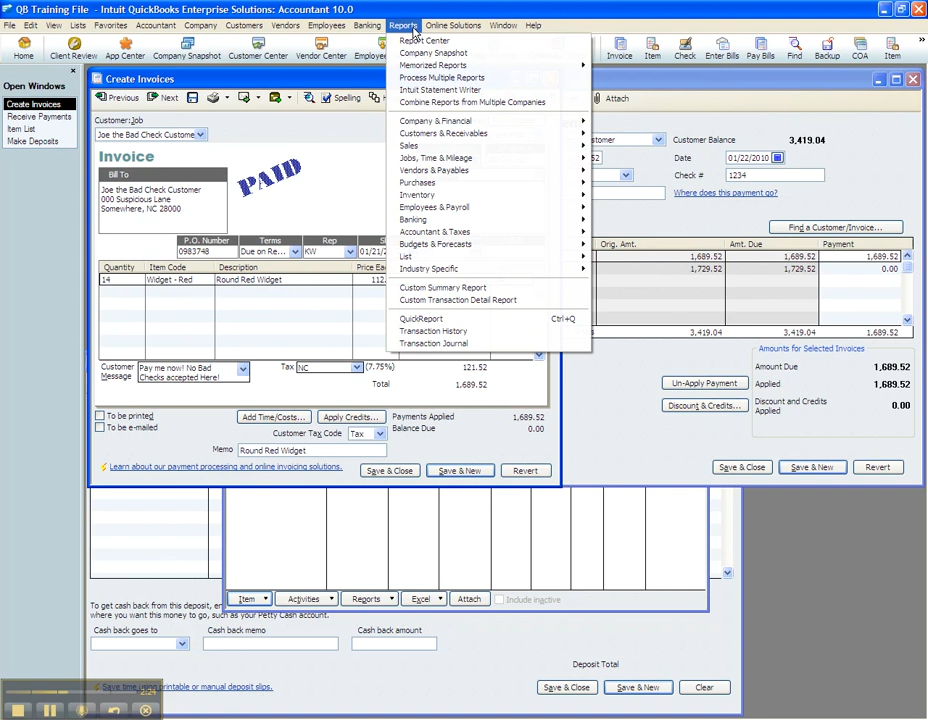 QB Training File - Intuit QuickBooks Enterprise Solutions: Accountant 10.0
File Edit View Lists Favorites Accountant Company Customers Vendors Employees Banking Reports Online Solutions Window Help
Home Client Review App Center Company Snapshot Customer Center Vendor Center Employee Invoice Item Check Enter Bills Pay Bills Find Backup COA Item
Open Windows
Create Invoices
Receive Payments
Item List
Make Deposits
Create Invoices
Previous Next Spelling Attach
Customer:Job
Joe the Bad Check Custome
Invoice
Bill To
Joe the Bad Check Customer
000 Suspicious Lane
Somewhere, NC 28000
PAID
P.O. Number Terms Rep
0983748 Due on Re... KW 01/21/
Quantity Item Code Description Price Ea
14 Widget - Red Round Red Widget 112.
Customer Message
Pay me now! No Bad Checks accepted Here!
Tax NC (7.75%) 121.52
Total 1,689.52
To be printed
To be e-mailed
Add Time/Costs... Apply Credits...
Payments Applied 1,689.52
Customer Tax Code Tax
Balance Due 0.00
Memo Round Red Widget
Learn about our payment processing and online invoicing solutions.
Save & Close Save & New Revert
Report Center
Company Snapshot
Memorized Reports
Process Multiple Reports
Intuit Statement Writer
Combine Reports from Multiple Companies
Company & Financial
Customers & Receivables
Sales
Jobs, Time & Mileage
Vendors & Payables
Purchases
Inventory
Employees & Payroll
Banking
Accountant & Taxes
Budgets & Forecasts
List
Industry Specific
Custom Summary Report
Custom Transaction Detail Report
QuickReport Ctrl+Q
Transaction History
Transaction Journal
stomer Customer Balance 3,419.04
52 Date 01/22/2010
Check # 1234
Where does this payment go?
Find a Customer/Invoice...
Orig. Amt. Amt. Due Payment
1,689.52 1,689.52 1,689.52
1,729.52 1,729.52 0.00
3,419.04 3,419.04 1,689.52
Amounts for Selected Invoices
Amount Due 1,689.52
Applied 1,689.52
Discount and Credits Applied 0.00
Un-Apply Payment
Discount & Credits...
Save & Close Save & New Revert
Item Activities Reports Excel Attach Include inactive
To get cash back from this deposit, en
where you want this money to go, such as your Petty Cash account.
Cash back goes to Cash back memo Cash back amount
Deposit Total
Save time using printable or manual deposit slips.
Save & Close Save & New Clear